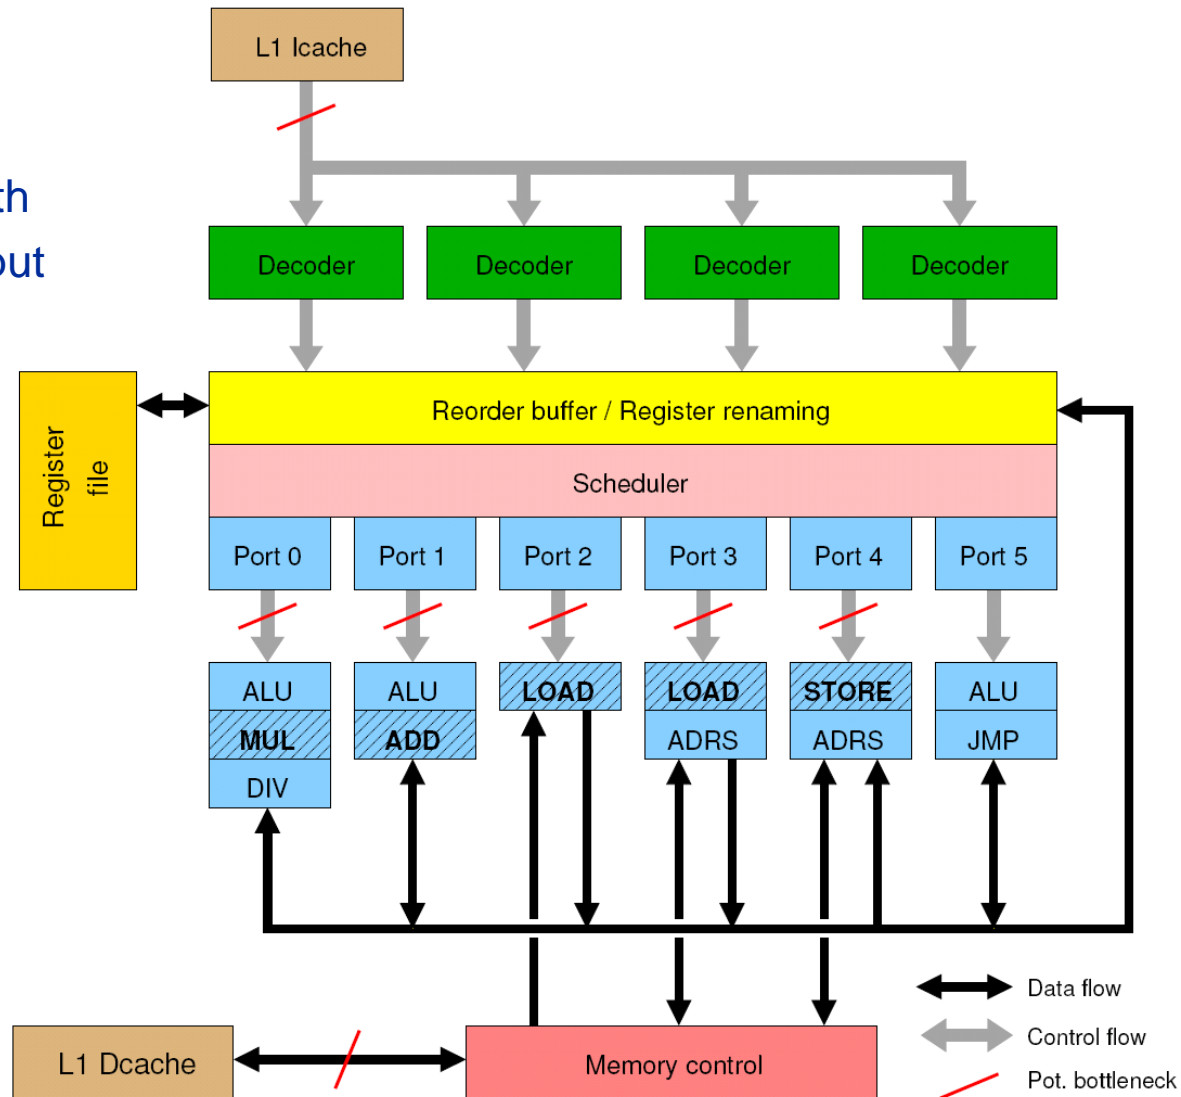 L1 Icache
th
out
Decoder
Decoder
Decoder
Decoder
Register
file
Reorder buffer / Register renaming
Scheduler
Port 0
Port 1
Port 2
Port 3
Port 4
Port 5
ALU
MUL
DIV
ALU
ADD
LOAD
LOAD
ADRS
STORE
ADRS
ALU
JMP
Data flow
Control flow
Pot. bottleneck
L1 Dcache
Memory control